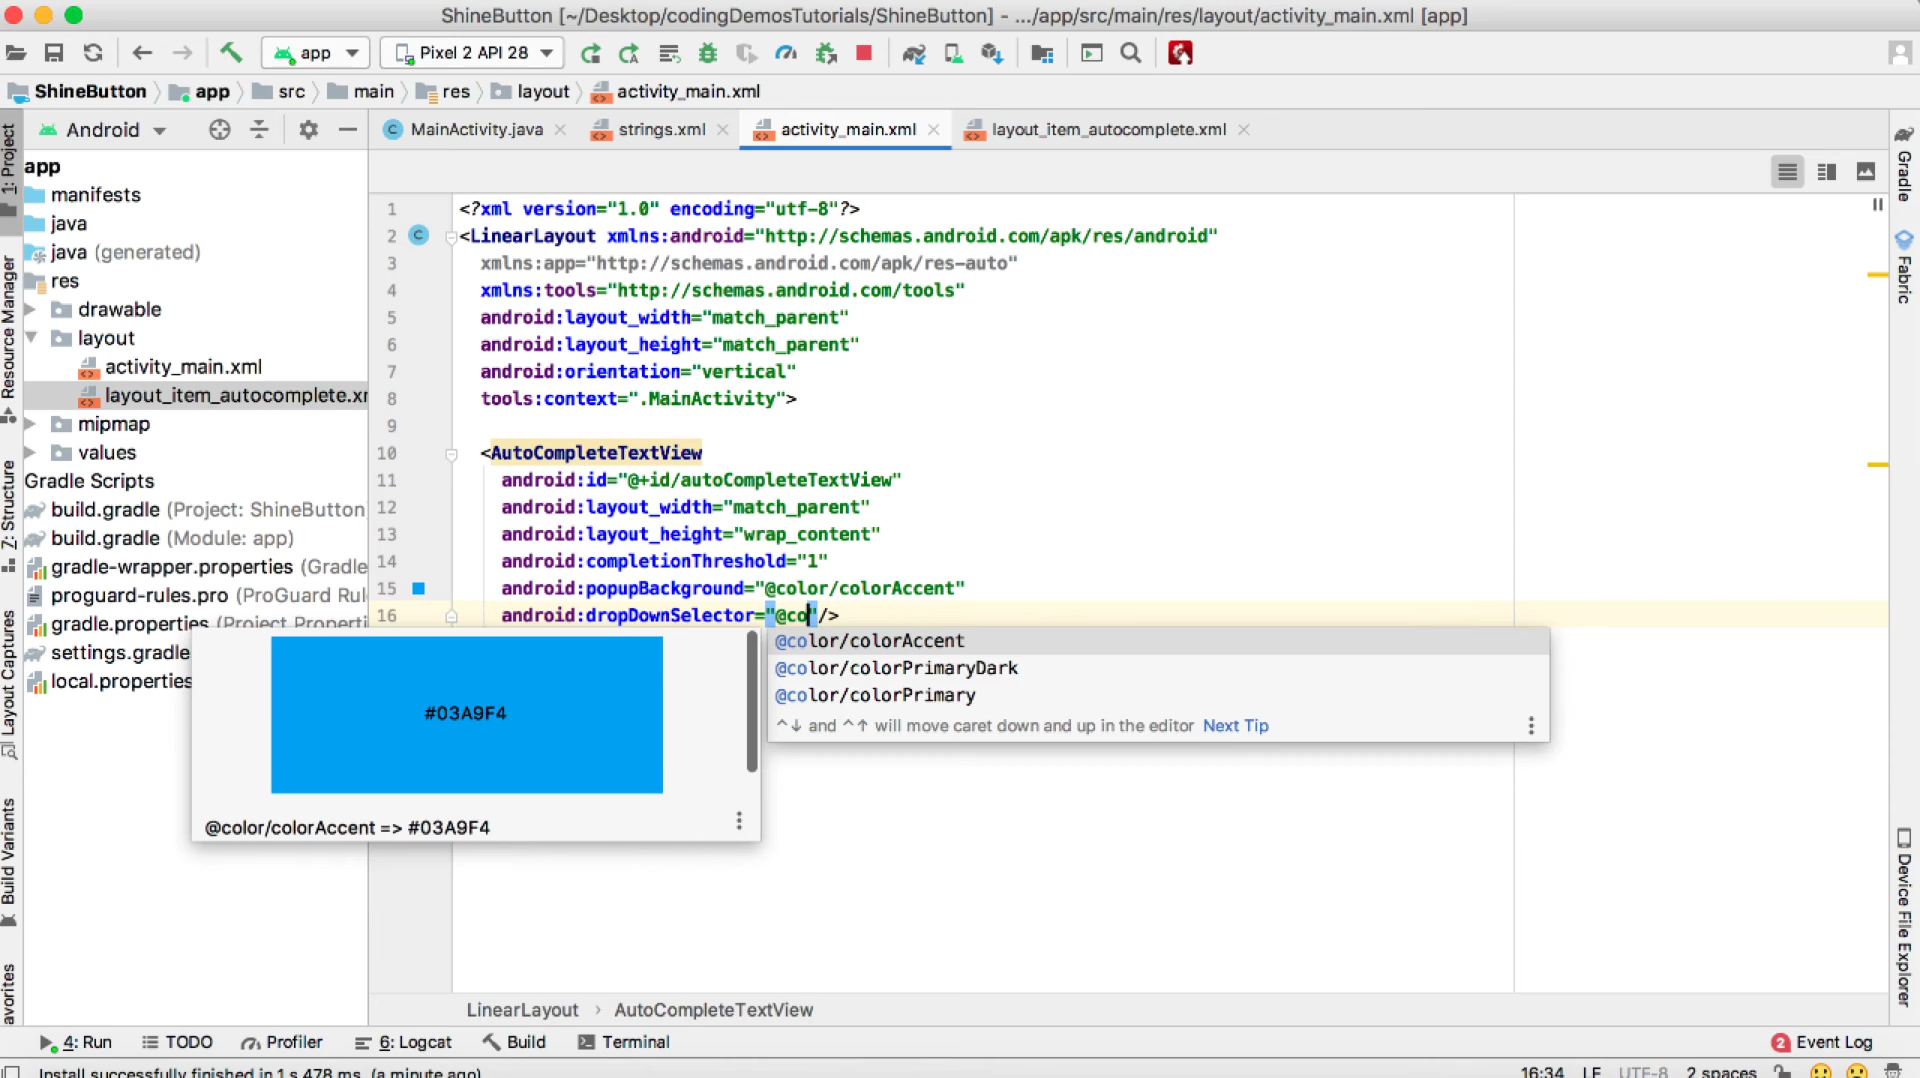 ShineButton [~/Desktop/codingDemosTutorials/ShineButton] - .../app/src/main/res/layout/activity_main.xml [app]
app
Pixel 2 API 28
ShineButton
app
src
main
res
layout
activity_main.xml
Android
MainActivity.java
strings.xml
activity_main.xml
layout_item_autocomplete.xml
1: Project
Resource Manager
Z: Structure
Layout Captures
Build Variants
avorites
app
manifests
java
java (generated)
res
drawable
layout
activity_main.xml
layout_item_autocomplete.xr
mipmap
values
Gradle Scripts
build.gradle (Project: ShineButton
build.gradle (Module: app)
gradle-wrapper.properties (Gradle
proguard-rules.pro (ProGuard Rul
gradle.properties (Project Properti
settings.gradle
local.properties
1 <?xml version="1.0" encoding="utf-8"?>
2 <LinearLayout xmlns:android="http://schemas.android.com/apk/res/android"
3 xmlns:app="http://schemas.android.com/apk/res-auto"
4 xmlns:tools="http://schemas.android.com/tools"
5 android:layout_width="match_parent"
6 android:layout_height="match_parent"
7 android:orientation="vertical"
8 tools:context=".MainActivity">
9
10 <AutoCompleteTextView
11 android:id="@+id/autoCompleteTextView"
12 android:layout_width="match_parent"
13 android:layout_height="wrap_content"
14 android:completionThreshold="1"
15 android:popupBackground="@color/colorAccent"
16 android:dropDownSelector="@co"/>
@color/colorAccent
@color/colorPrimaryDark
@color/colorPrimary
^↓ and ^↑ will move caret down and up in the editor Next Tip
#03A9F4
@color/colorAccent => #03A9F4
Gradle
Fabric
Device File Explorer
LinearLayout › AutoCompleteTextView
4: Run
TODO
Profiler
6: Logcat
Build
Terminal
2 Event Log
Install successfully finished in 1 s 478 ms. (a minute ago)
16:34 LF UTF-8 2 spaces